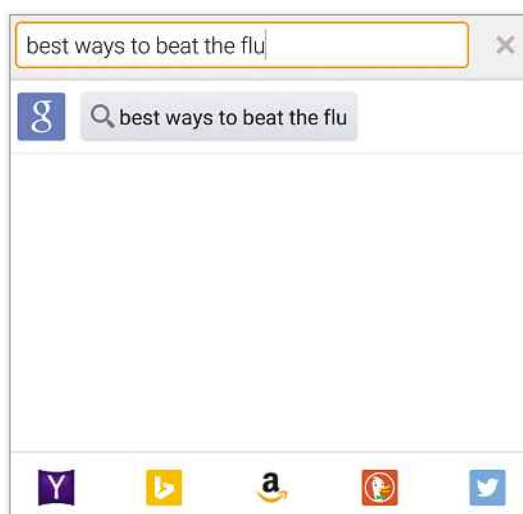 best ways to beat the flu
g best ways to beat the flu
Y b a